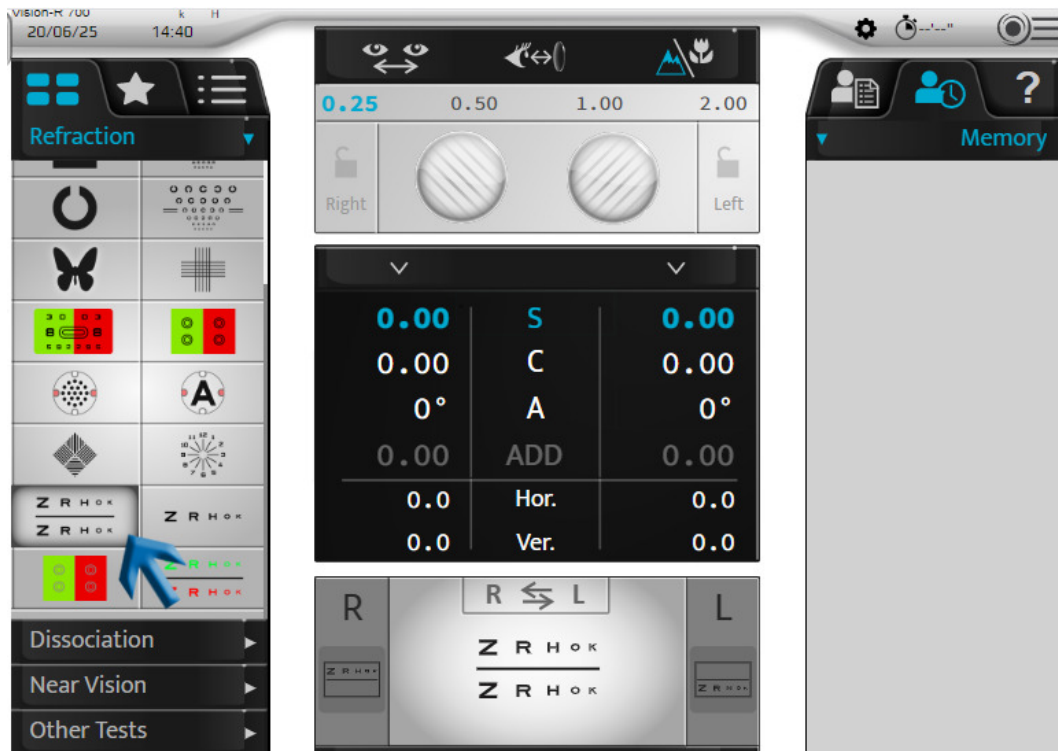 Vision-R 700
k H
20/06/25 14:40
--'--"
?
Refraction
Memory
0.25 0.50 1.00 2.00
Right
Left
0.00 S 0.00
0.00 C 0.00
0° A 0°
0.00 ADD 0.00
0.0 Hor. 0.0
0.0 Ver. 0.0
A
Z R H O K
Z R H O K
Z R H O K
Z R H O K
R H O K
Dissociation
Near Vision
Other Tests
R
R L
L
Z R H O K
Z R H O K
Z R H O K
Z R H O K